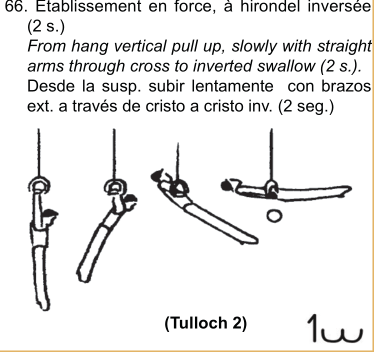 66. Etablissement en force, à hirondel inversée
(2 s.)
From hang vertical pull up, slowly with straight
arms through cross to inverted swallow (2 s.).
Desde la susp. subir lentamente con brazos
ext. a través de cristo a cristo inv. (2 seg.)
(Tulloch 2)